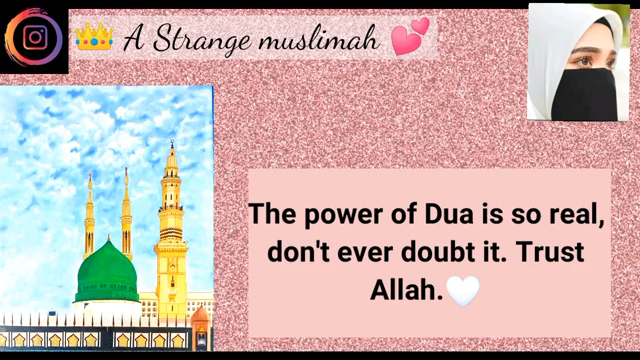 👑 A Strange muslimah 💕
The power of Dua is so real,
don't ever doubt it. Trust
Allah.🤍